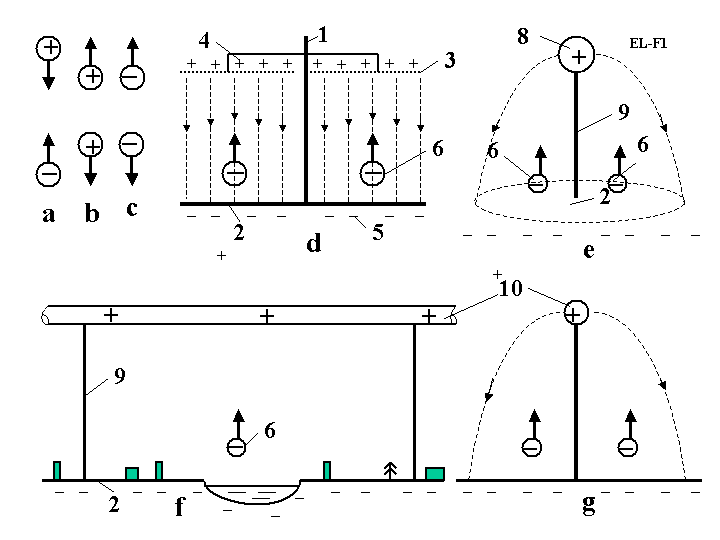 4 1 8 EL-F1
+ + + + + + + + + + 3 +
+ + −
9
6 6 6
− + − − − − −
2
a b c 2 5
− − − − − − − − − − − − − −
+ d e
+
10
+ + + +
9
6
− − −
2 f g